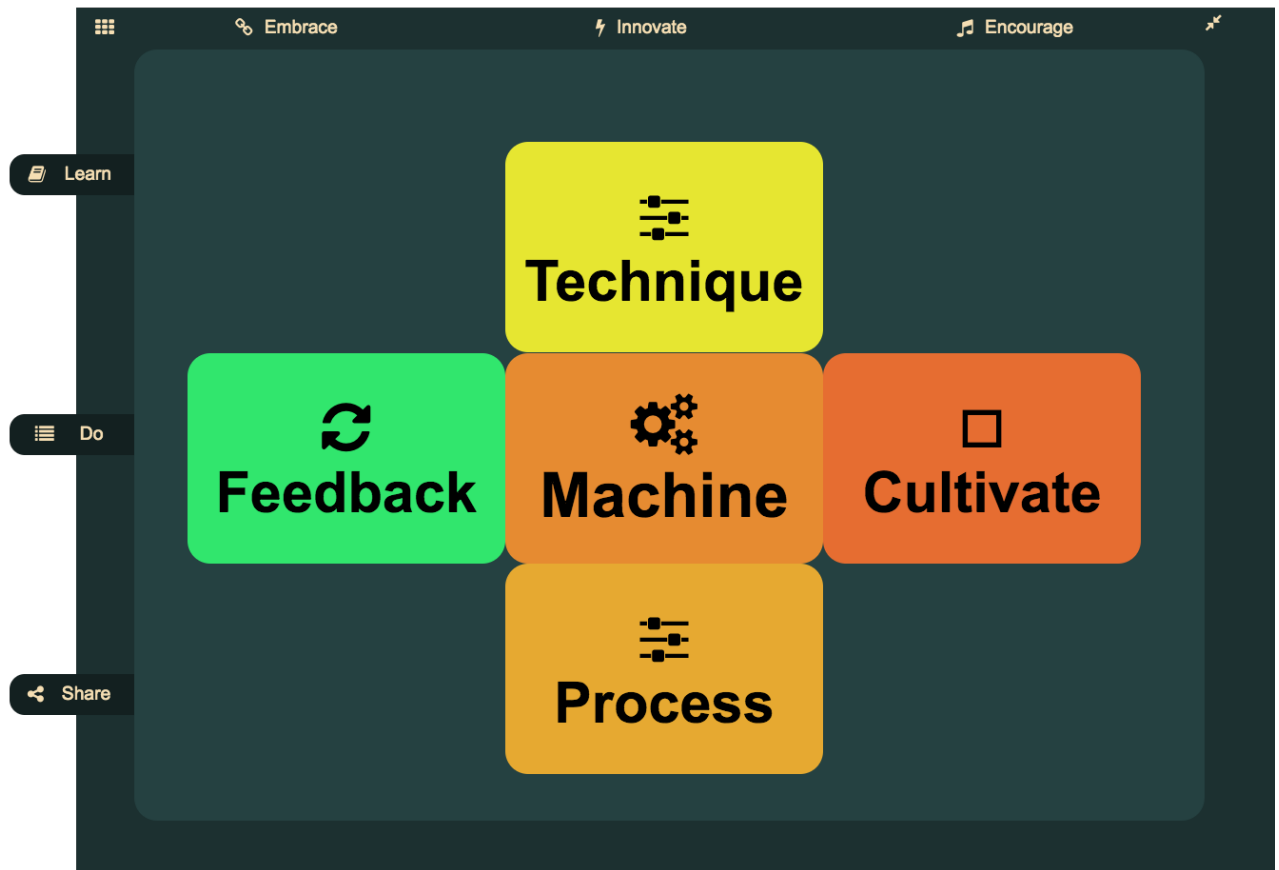 Embrace
Innovate
Encourage
Learn
Technique
Do
Feedback
Machine
Cultivate
Share
Process